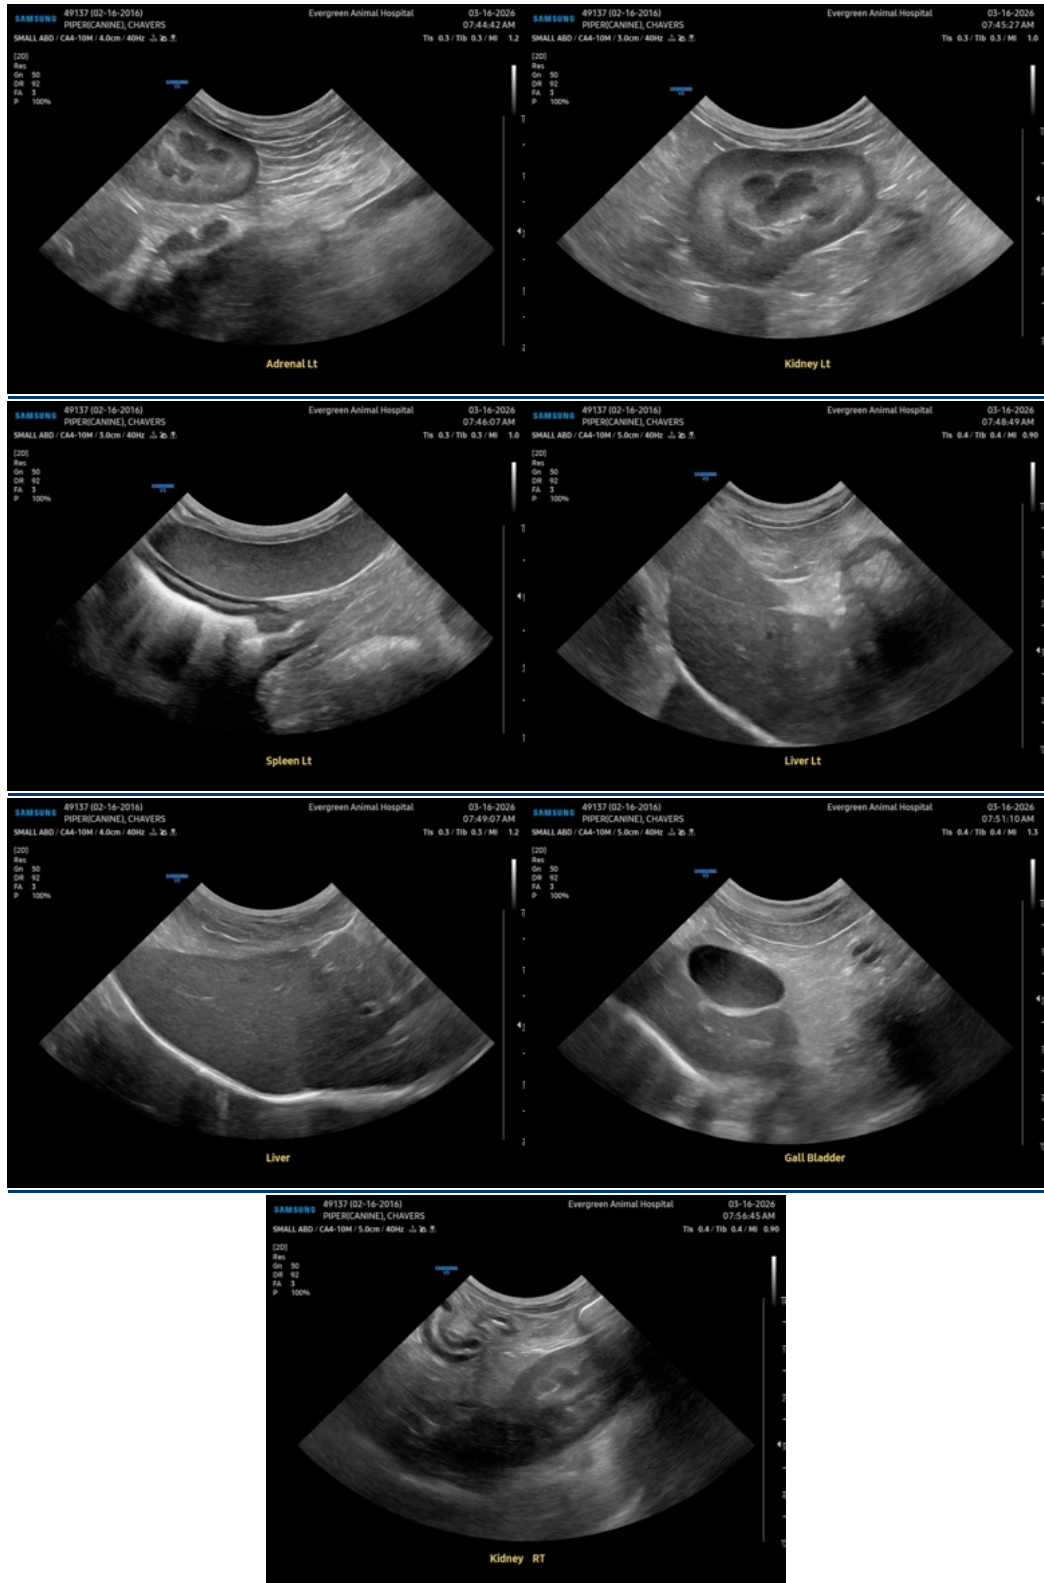 SAMSUNG 49137 (02-16-2016) Evergreen Animal Hospital 03-16-2026
PIPER(CANINE), CHAVERS 07:44:42 AM
SMALL ABD / CA4-10M / 4.0cm / 40Hz TIs 0.3 / TIb 0.3 / MI 1.2
[2D]
Res
Gn 50
DR 92
FA 3
P 100%
SAMSUNG
V5
Adrenal Lt
SAMSUNG 49137 (02-16-2016) Evergreen Animal Hospital 03-16-2026
PIPER(CANINE), CHAVERS 07:45:27 AM
SMALL ABD / CA4-10M / 3.0cm / 40Hz TIs 0.3 / TIb 0.3 / MI 1.0
[2D]
Res
Gn 50
DR 92
FA 3
P 100%
SAMSUNG
V5
Kidney Lt
SAMSUNG 49137 (02-16-2016) Evergreen Animal Hospital 03-16-2026
PIPER(CANINE), CHAVERS 07:46:07 AM
SMALL ABD / CA4-10M / 3.0cm / 40Hz TIs 0.3 / TIb 0.3 / MI 1.0
[2D]
Res
Gn 50
DR 92
FA 3
P 100%
SAMSUNG
V5
Spleen Lt
SAMSUNG 49137 (02-16-2016) Evergreen Animal Hospital 03-16-2026
PIPER(CANINE), CHAVERS 07:48:49 AM
SMALL ABD / CA4-10M / 5.0cm / 40Hz TIs 0.4 / TIb 0.4 / MI 0.90
[2D]
Res
Gn 50
DR 92
FA 3
P 100%
SAMSUNG
V5
Liver Lt
SAMSUNG 49137 (02-16-2016) Evergreen Animal Hospital 03-16-2026
PIPER(CANINE), CHAVERS 07:49:07 AM
SMALL ABD / CA4-10M / 4.0cm / 40Hz TIs 0.3 / TIb 0.3 / MI 1.2
[2D]
Res
Gn 50
DR 92
FA 3
P 100%
SAMSUNG
V5
Liver
SAMSUNG 49137 (02-16-2016) Evergreen Animal Hospital 03-16-2026
PIPER(CANINE), CHAVERS 07:51:10 AM
SMALL ABD / CA4-10M / 5.0cm / 40Hz TIs 0.4 / TIb 0.4 / MI 1.3
[2D]
Res
Gn 50
DR 92
FA 3
P 100%
SAMSUNG
V5
Gall Bladder
SAMSUNG 49137 (02-16-2016) Evergreen Animal Hospital 03-16-2026
PIPER(CANINE), CHAVERS 07:56:45 AM
SMALL ABD / CA4-10M / 5.0cm / 40Hz TIs 0.4 / TIb 0.4 / MI 0.90
[2D]
Res
Gn 50
DR 92
FA 3
P 100%
SAMSUNG
V5
Kidney RT